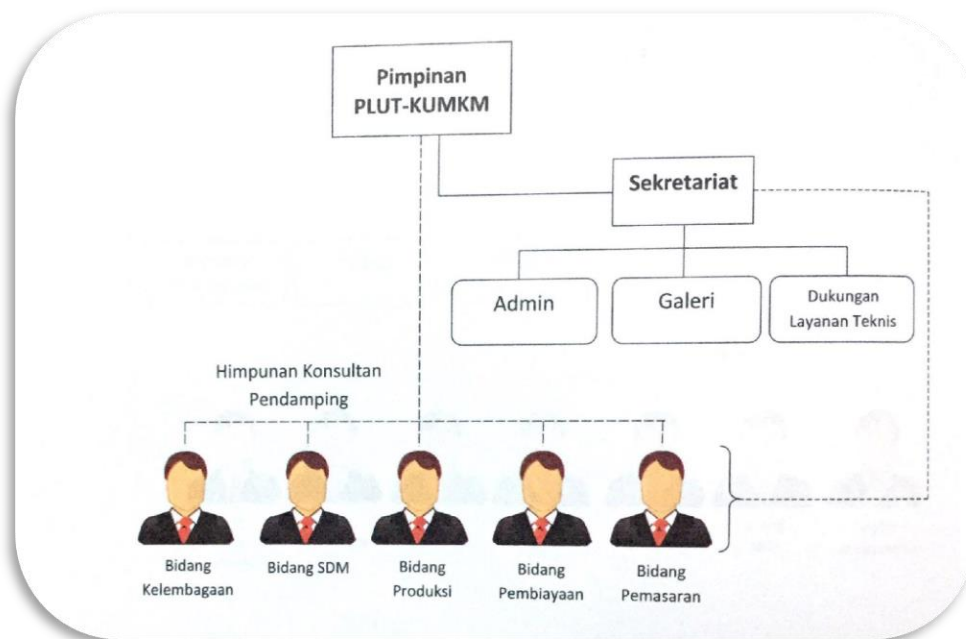 Pimpinan
PLUT-KUMKM
Sekretariat
Admin
Galeri
Dukungan
Layanan Teknis
Himpunan Konsultan
Pendamping
Bidang
Kelembagaan
Bidang SDM
Bidang
Produksi
Bidang
Pembiayaan
Bidang
Pemasaran